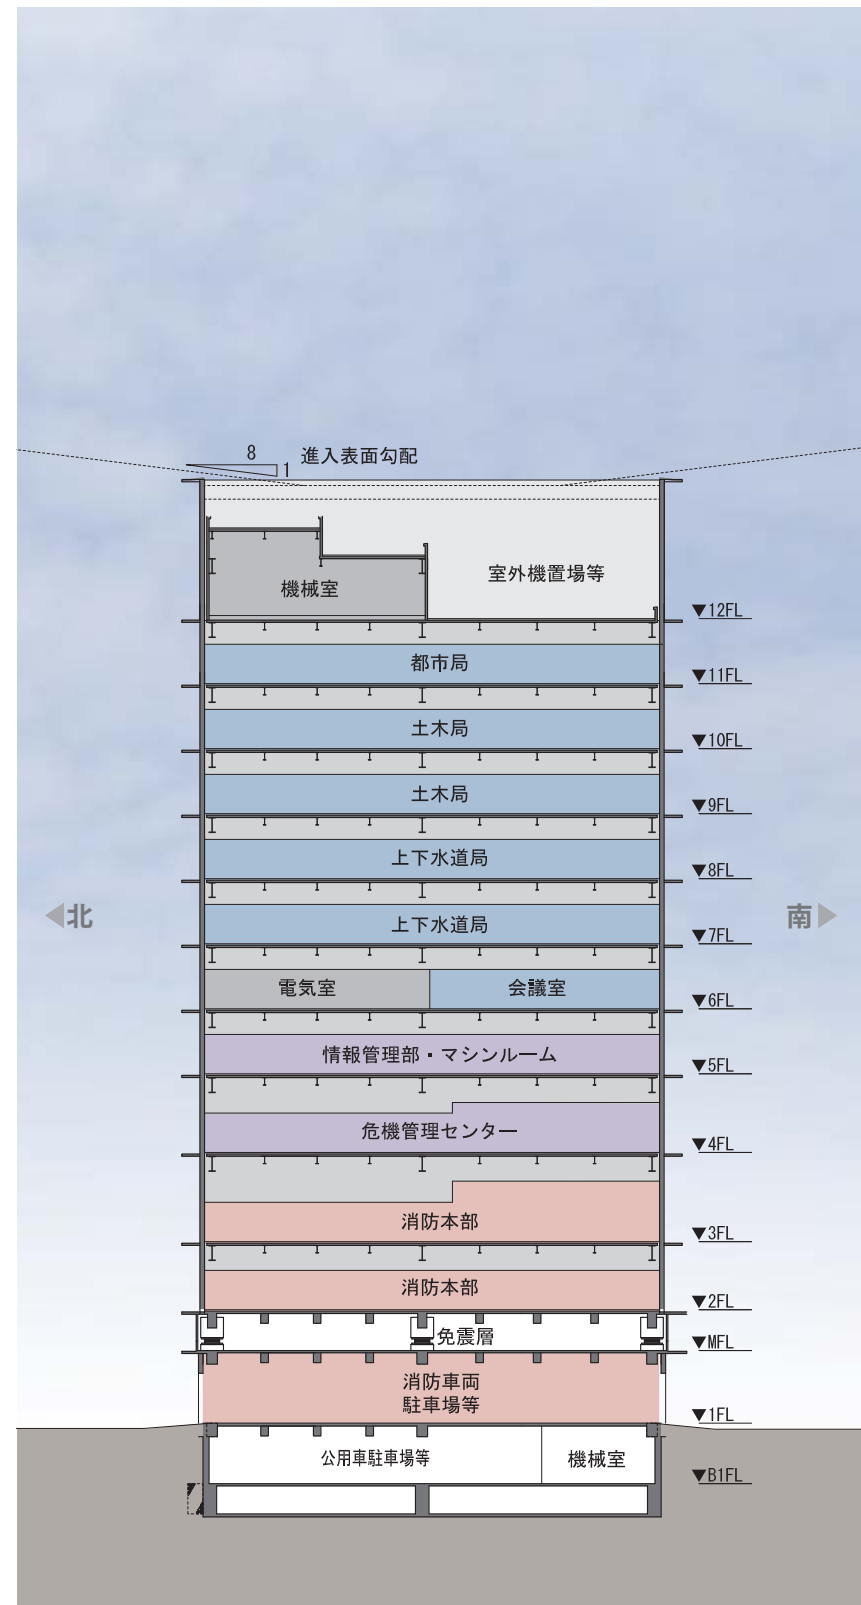 8
1
進入表面勾配
機械室
室外機置場等
▼12FL
都市局
▼11FL
土木局
▼10FL
土木局
▼9FL
上下水道局
▼8FL
◀北
南▶
上下水道局
▼7FL
電気室
会議室
▼6FL
情報管理部・マシンルーム
▼5FL
危機管理センター
▼4FL
消防本部
▼3FL
消防本部
▼2FL
免震層
▼MFL
消防車両
駐車場等
▼1FL
公用車駐車場等
機械室
▼B1FL